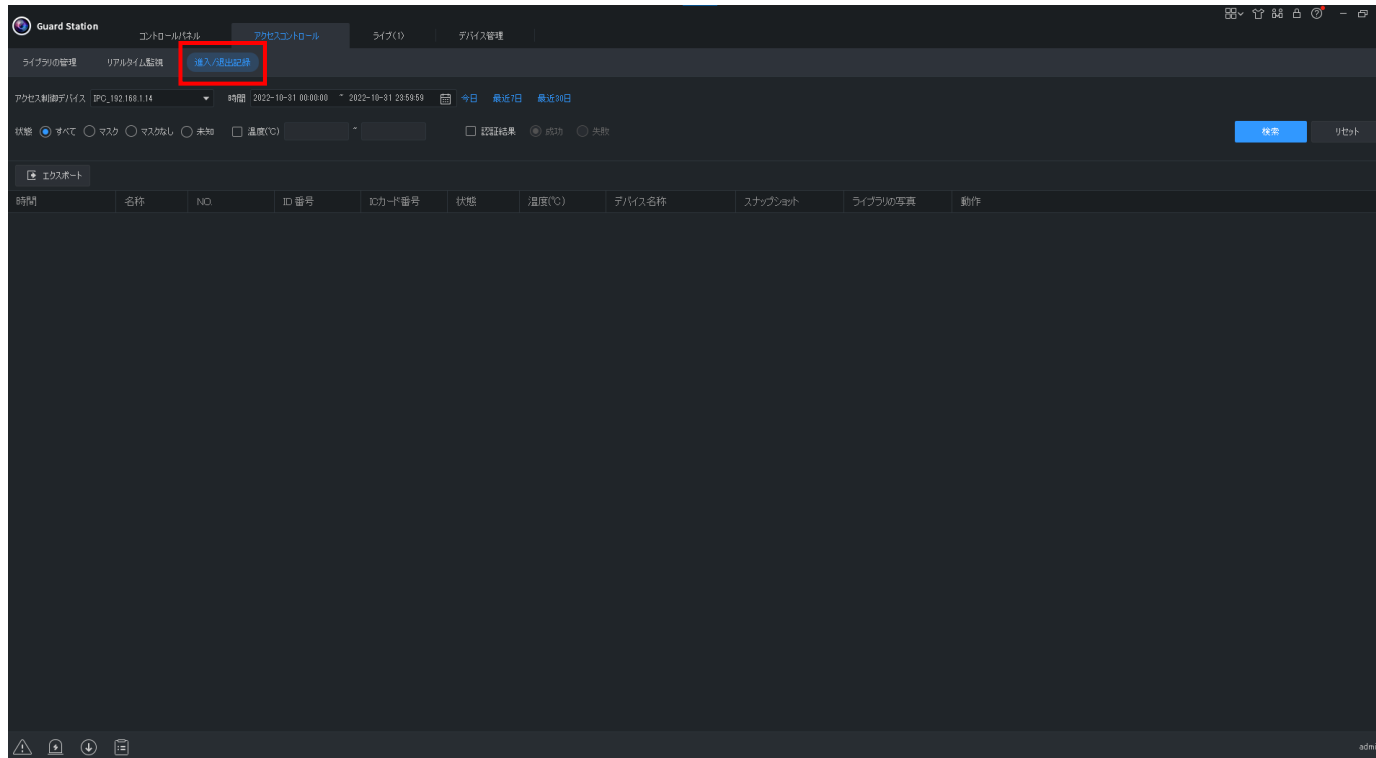 Guard Station
コントロールパネル アクセスコントロール ライブ(1) デバイス管理
ライブラリの管理 リアルタイム監視 進入/退出記録
アクセス制御デバイス IPC_192.168.1.14 時間 2022-10-31 00:00:00 ~ 2022-10-31 23:59:59 今日 最近7日 最近30日
状態 すべて マスク マスクなし 未知 温度(℃) ~ 認証結果 成功 失敗 検索 リセット
エクスポート
時間 名称 NO. ID 番号 ICカード番号 状態 温度(℃) デバイス名称 スナップショット ライブラリの写真 動作
admi